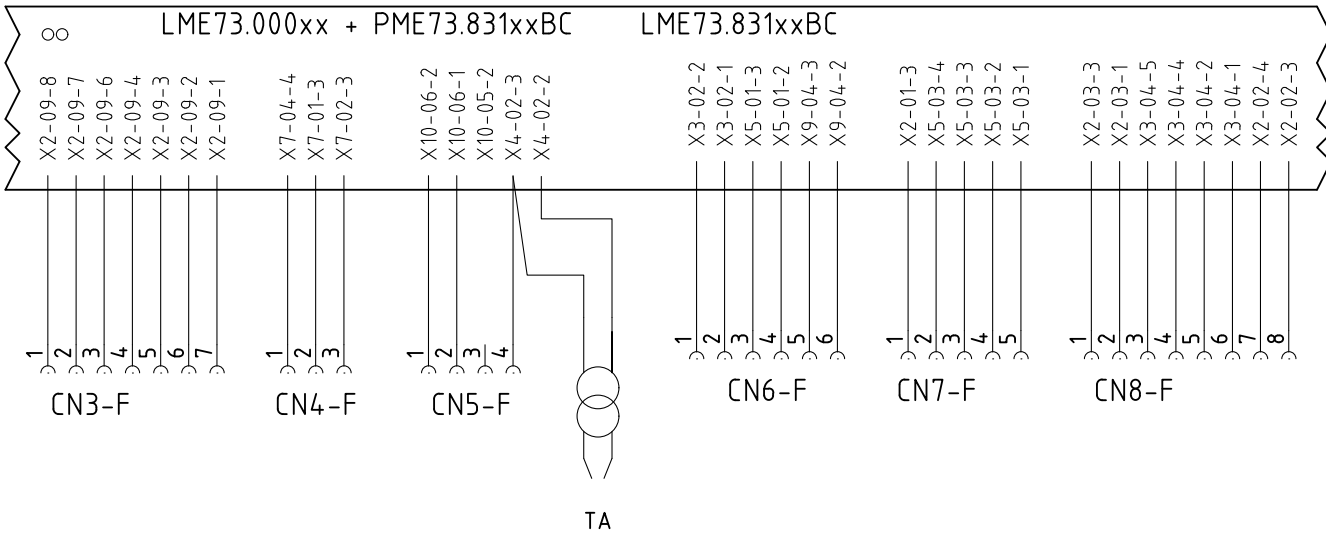 LME73.000xx + PME73.831xxBC LME73.831xxBC
X2-09-8
X2-09-7
X2-09-6
X2-09-4
X2-09-3
X2-09-2
X2-09-1
X7-04-4
X7-01-3
X7-02-3
X10-06-2
X10-06-1
X10-05-2
X4-02-3
X4-02-2
X3-02-2
X3-02-1
X5-01-3
X5-01-2
X9-04-3
X9-04-2
X2-01-3
X5-03-4
X5-03-3
X5-03-2
X5-03-1
X2-03-3
X2-03-1
X3-04-5
X3-04-4
X3-04-2
X3-04-1
X2-02-4
X2-02-3
1 2 3 4 5 6 7
CN3-F
1 2 3
CN4-F
1 2 3 4
CN5-F
1 2 3 4 5 6
CN6-F
1 2 3 4 5
CN7-F
1 2 3 4 5 6 7 8
CN8-F
TA